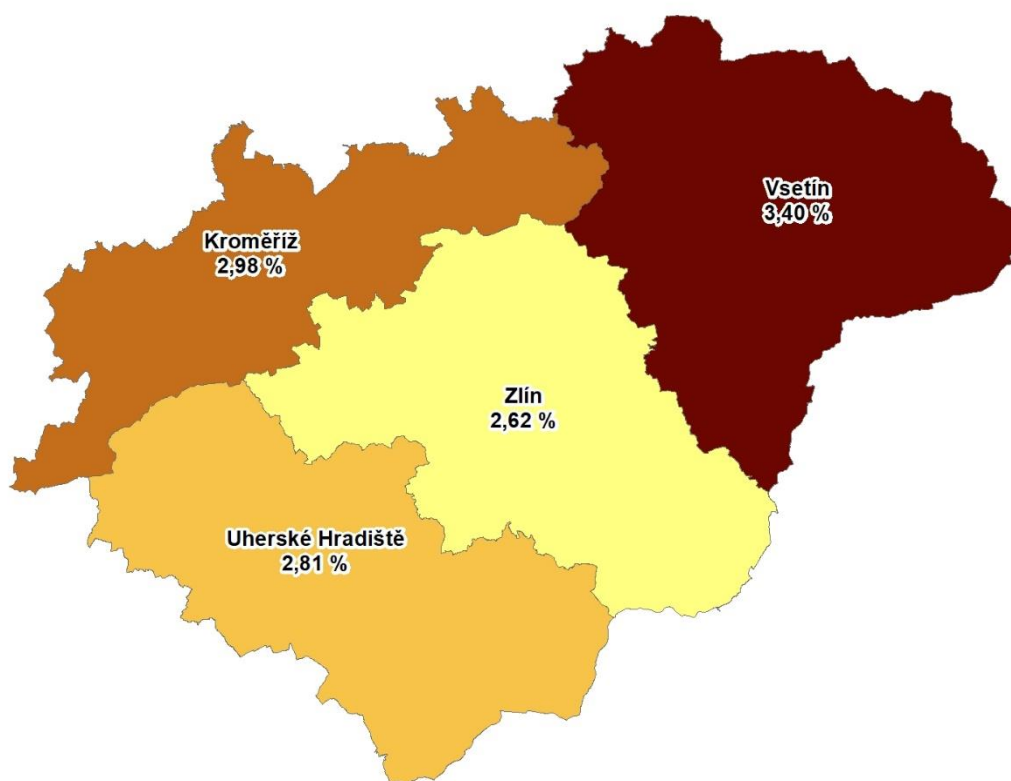 Vsetín
3,40 %
Kroměříž
2,98 %
Zlín
2,62 %
Uherské Hradiště
2,81 %